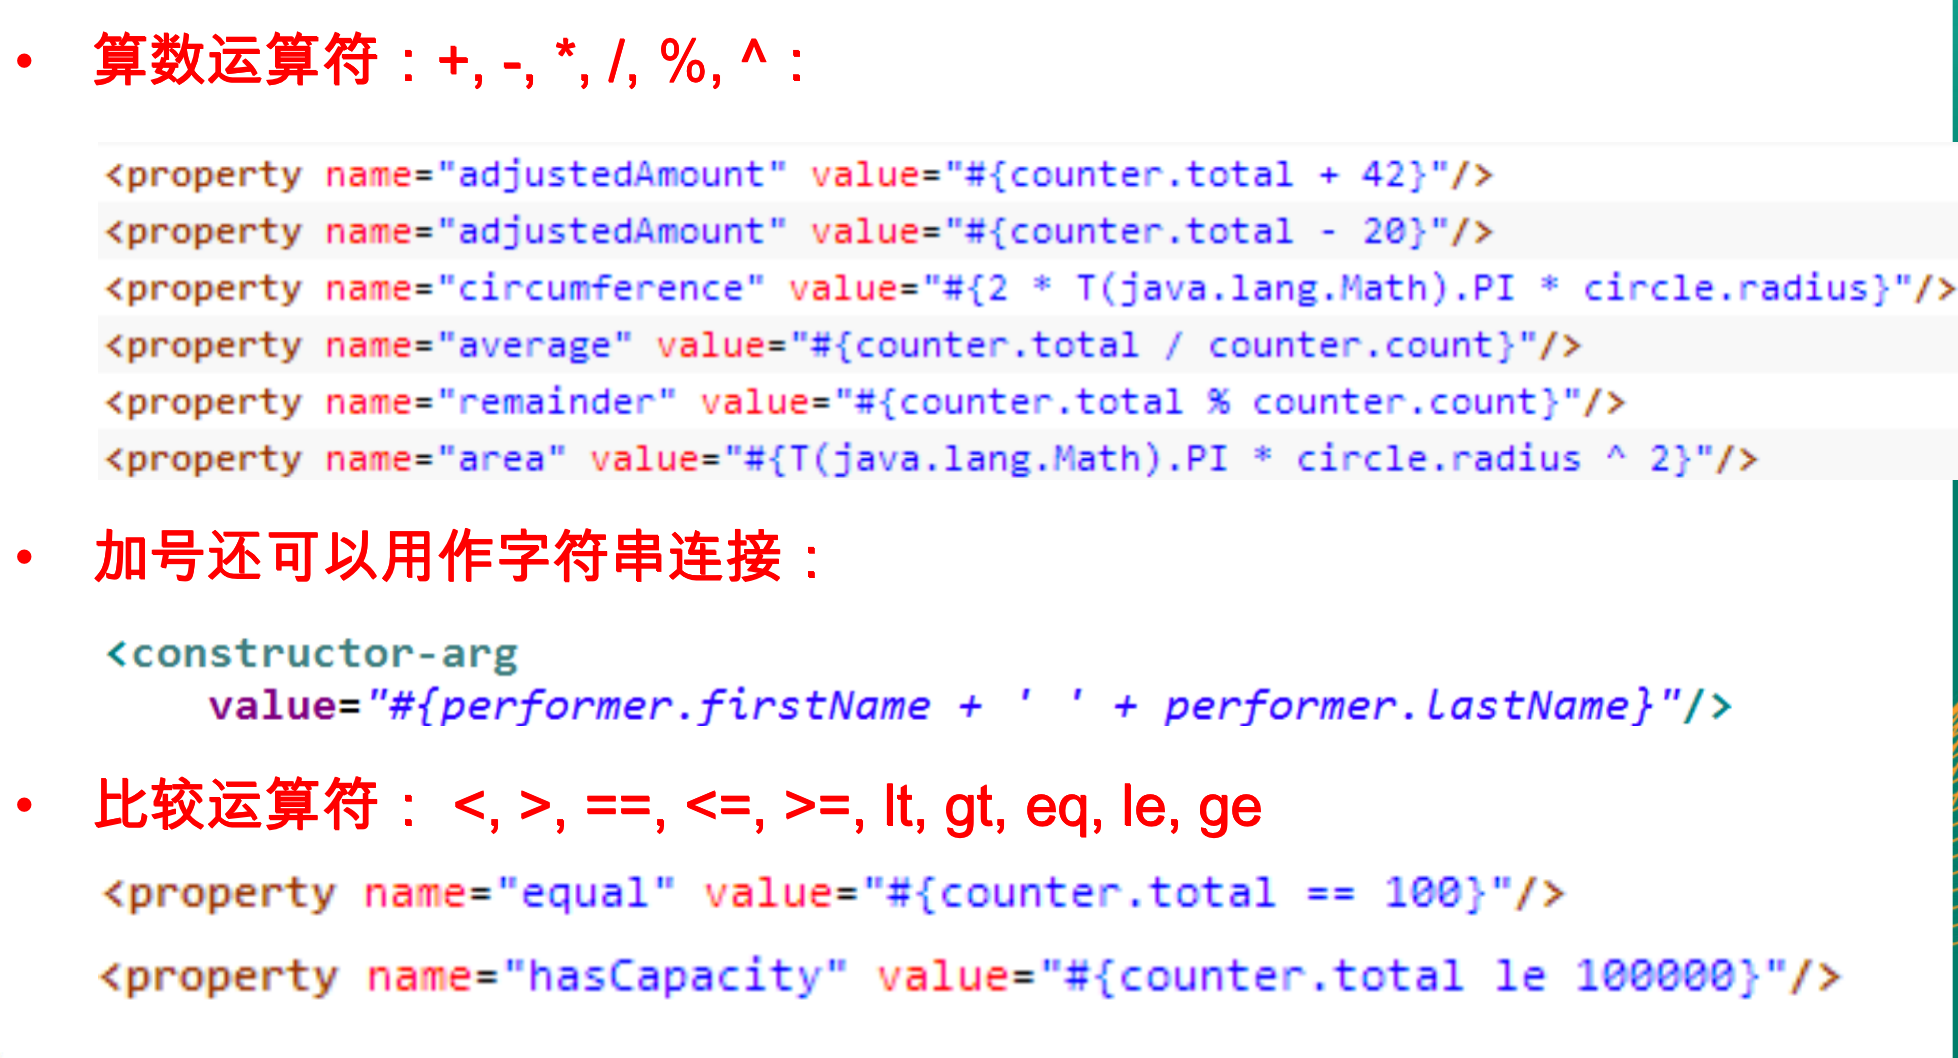 • 算数运算符：+, -, *, /, %, ^：
<property name="adjustedAmount" value="#{counter.total + 42}"/>
<property name="adjustedAmount" value="#{counter.total - 20}"/>
<property name="circumference" value="#{2 * T(java.lang.Math).PI * circle.radius}"/>
<property name="average" value="#{counter.total / counter.count}"/>
<property name="remainder" value="#{counter.total % counter.count}"/>
<property name="area" value="#{T(java.lang.Math).PI * circle.radius ^ 2}"/>
• 加号还可以用作字符串连接：
<constructor-arg
value="#{performer.firstName + ' ' + performer.lastName}"/>
• 比较运算符： <, >, ==, <=, >=, lt, gt, eq, le, ge
<property name="equal" value="#{counter.total == 100}"/>
<property name="hasCapacity" value="#{counter.total le 100000}"/>